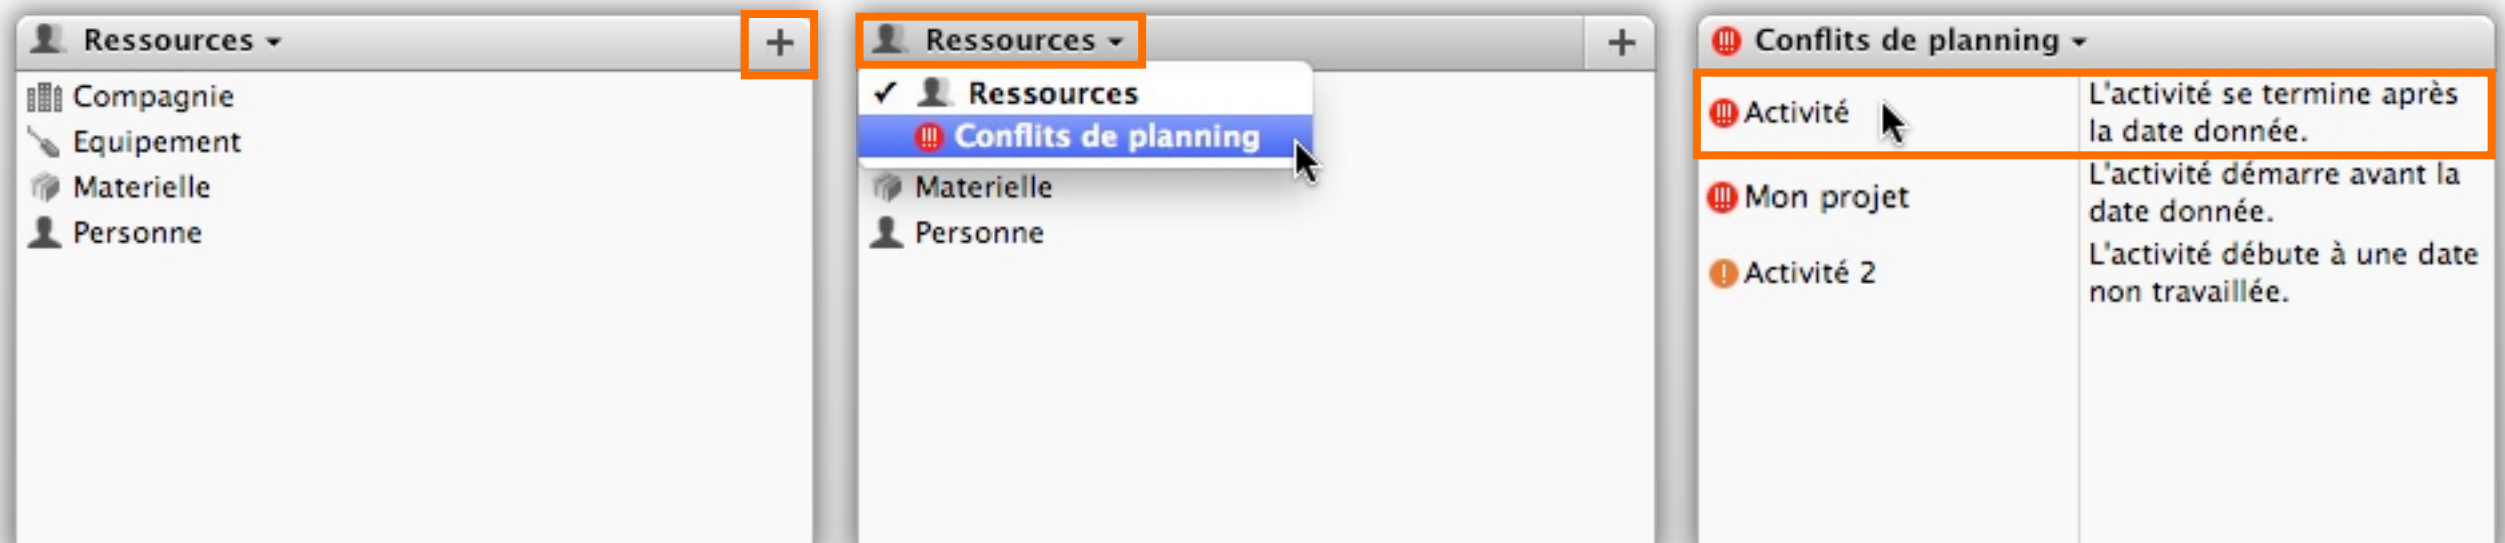 Ressources
Compagnie
Equipement
Materielle
Personne
Ressources
Ressources
Conflits de planning
Materielle
Personne
Conflits de planning
Activité
L'activité se termine après
la date donnée.
Mon projet
L'activité démarre avant la
date donnée.
Activité 2
L'activité débute à une date
non travaillée.